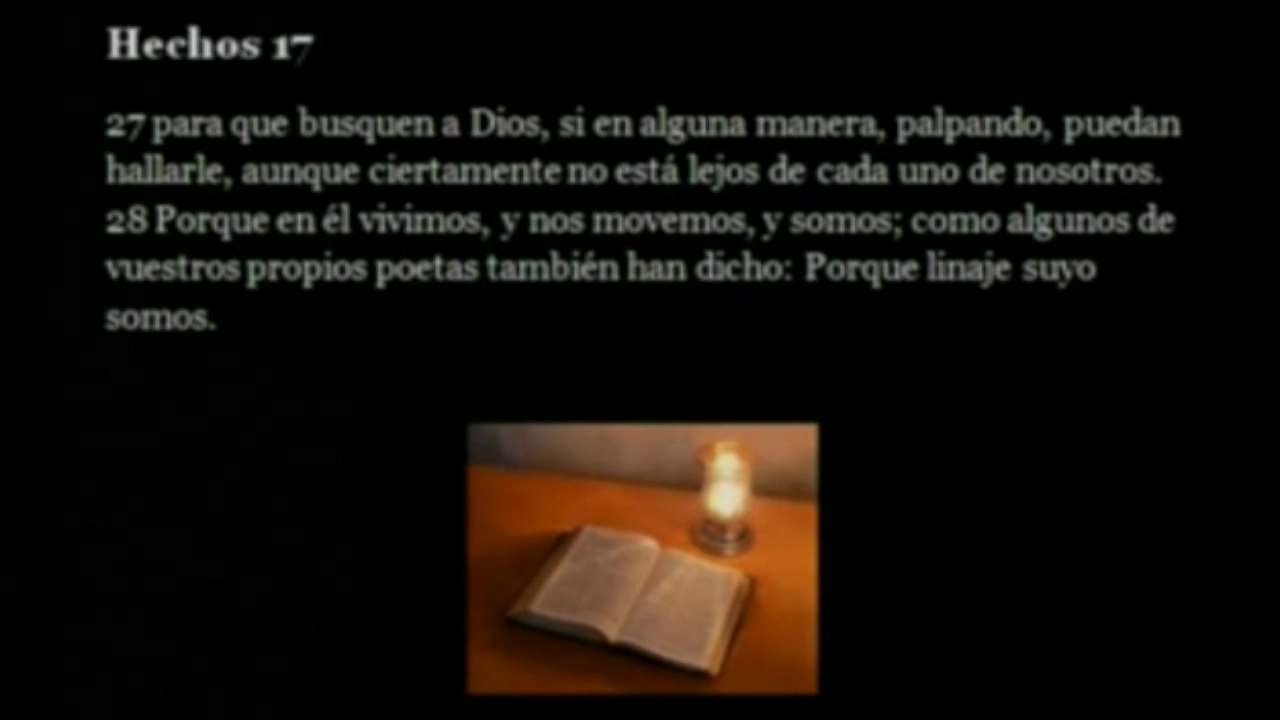 Hechos 17
27 para que busquen a Dios, si en alguna manera, palpando, puedan
hallarle, aunque ciertamente no está lejos de cada uno de nosotros.
28 Porque en él vivimos, y nos movemos, y somos; como algunos de
vuestros propios poetas también han dicho: Porque linaje suyo
somos.